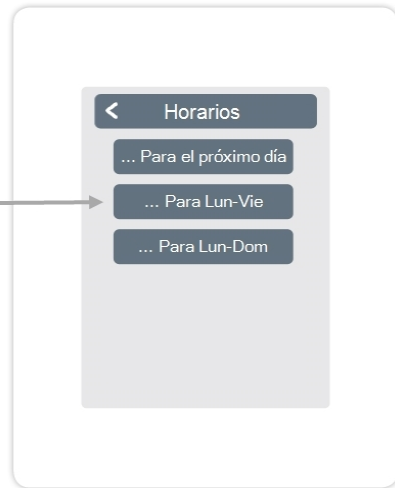 Horarios
... Para el próximo día
... Para Lun-Vie
... Para Lun-Dom